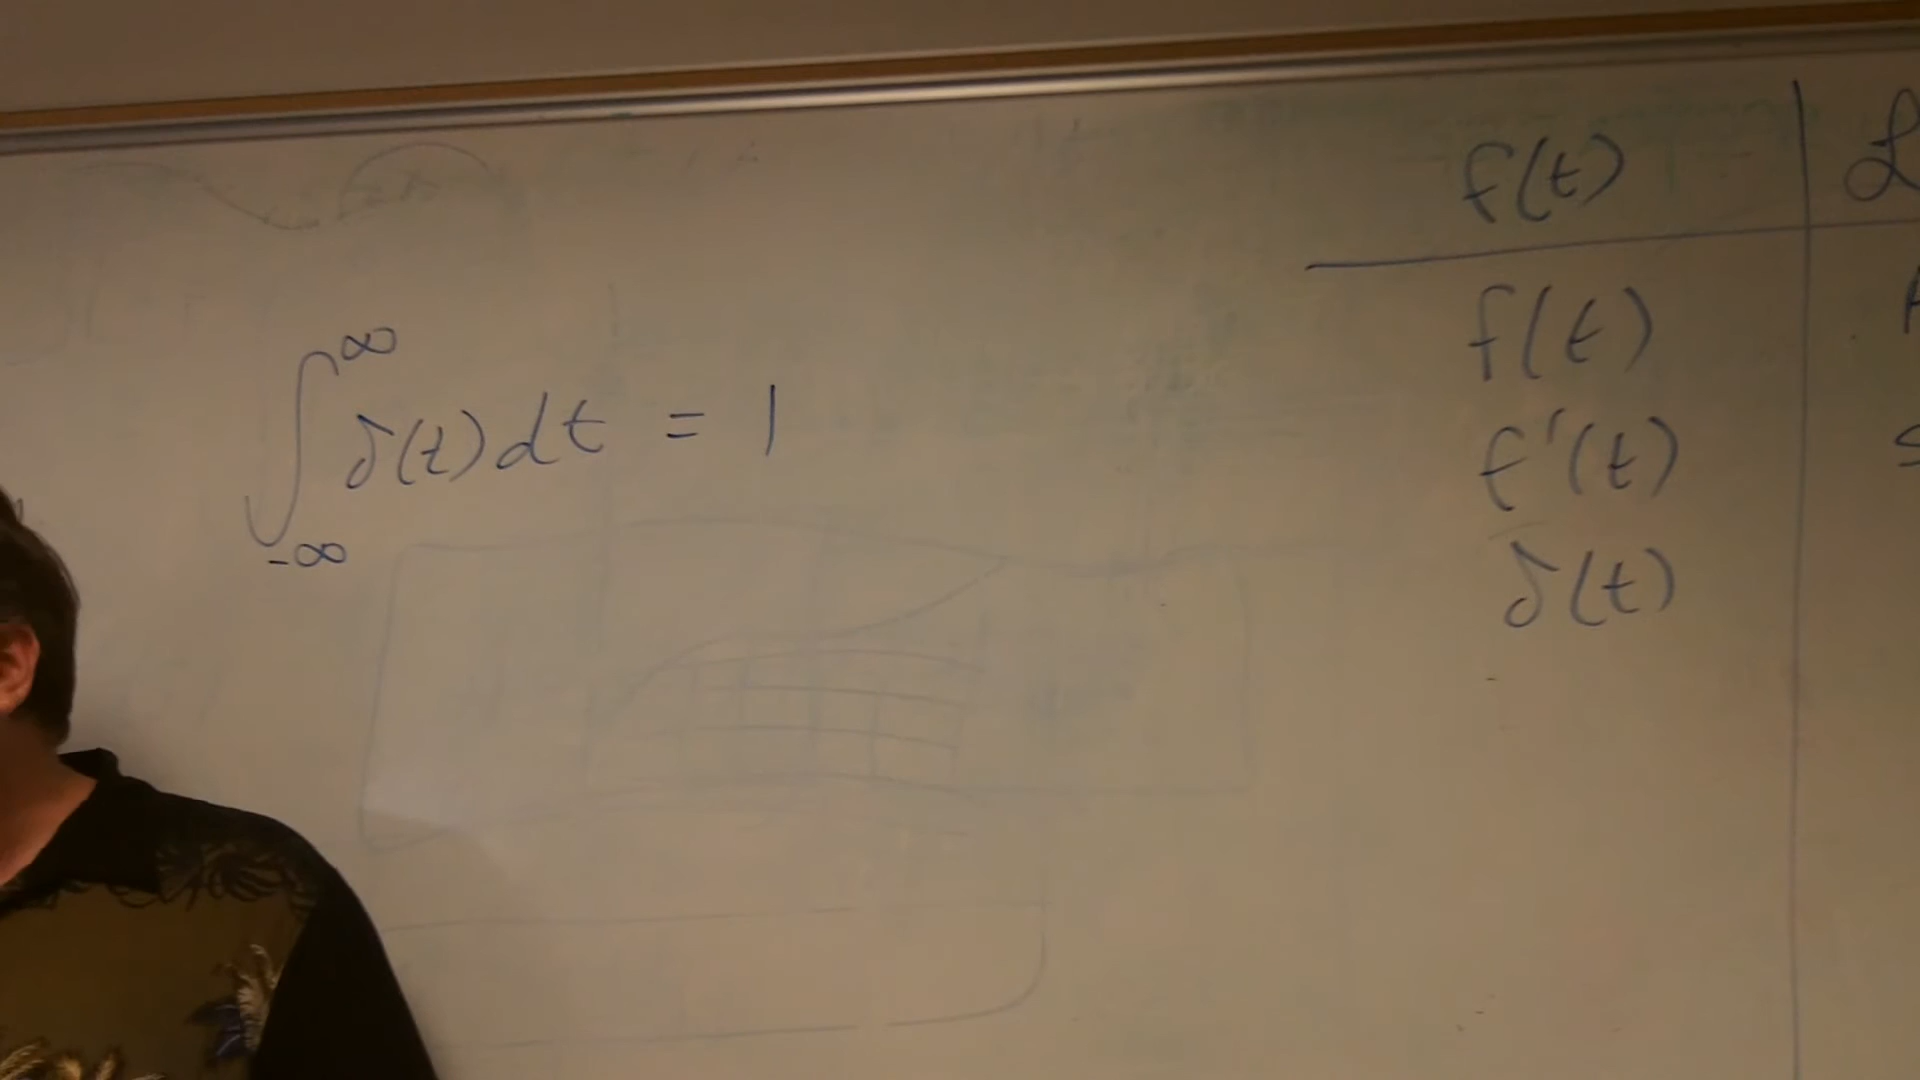 ∫_{-∞}^{∞} δ(t) dt = 1
f(t) | ℒ
f(t)
f'(t)
δ(t)